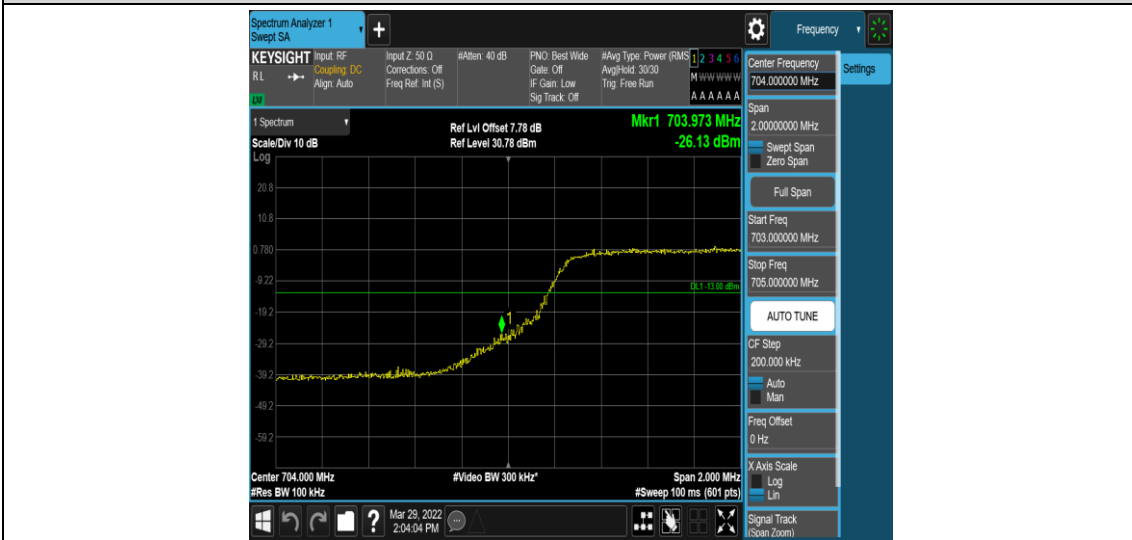 Spectrum Analyzer 1
Swept SA
Frequency
KEYSIGHT
RL
LXI
Input: RF
Coupling: DC
Align: Auto
Input Z: 50 Ω
Corrections: Off
Freq Ref: Int (S)
#Atten: 40 dB
PNO: Best Wide
Gate: Off
IF Gain: Low
Sig Track: Off
#Avg Type: Power (RMS
Avg|Hold: 30/30
Trig: Free Run
1 2 3 4 5 6
M W W W W W
A A A A A A
1 Spectrum
Scale/Div 10 dB
Log
Ref Lvl Offset 7.78 dB
Ref Level 30.78 dBm
Mkr1 703.973 MHz
-26.13 dBm
20.8
10.8
0.780
-9.22
-19.2
-29.2
-39.2
-49.2
-59.2
DL1 -13.00 dBm
1
Center 704.000 MHz
#Res BW 100 kHz
#Video BW 300 kHz*
Span 2.000 MHz
#Sweep 100 ms (601 pts)
Mar 29, 2022
2:04:04 PM
Center Frequency
704.000000 MHz
Settings
Span
2.00000000 MHz
Swept Span
Zero Span
Full Span
Start Freq
703.000000 MHz
Stop Freq
705.000000 MHz
AUTO TUNE
CF Step
200.000 kHz
Auto
Man
Freq Offset
0 Hz
X Axis Scale
Log
Lin
Signal Track
(Span Zoom)